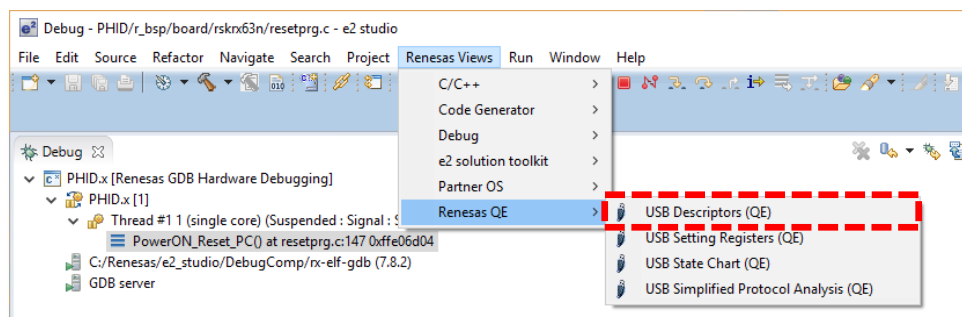 Debug - PHID/r_bsp/board/rskrx63n/resetprg.c - e2 studio
File Edit Source Refactor Navigate Search Project Renesas Views Run Window Help
C/C++
Code Generator
Debug
e2 solution toolkit
Partner OS
Renesas QE
USB Descriptors (QE)
USB Setting Registers (QE)
USB State Chart (QE)
USB Simplified Protocol Analysis (QE)
Debug
PHID.x [Renesas GDB Hardware Debugging]
PHID.x [1]
Thread #1 1 (single core) (Suspended : Signal : S
PowerON_Reset_PC() at resetprg.c:147 0xffe06d04
C:/Renesas/e2_studio/DebugComp/rx-elf-gdb (7.8.2)
GDB server